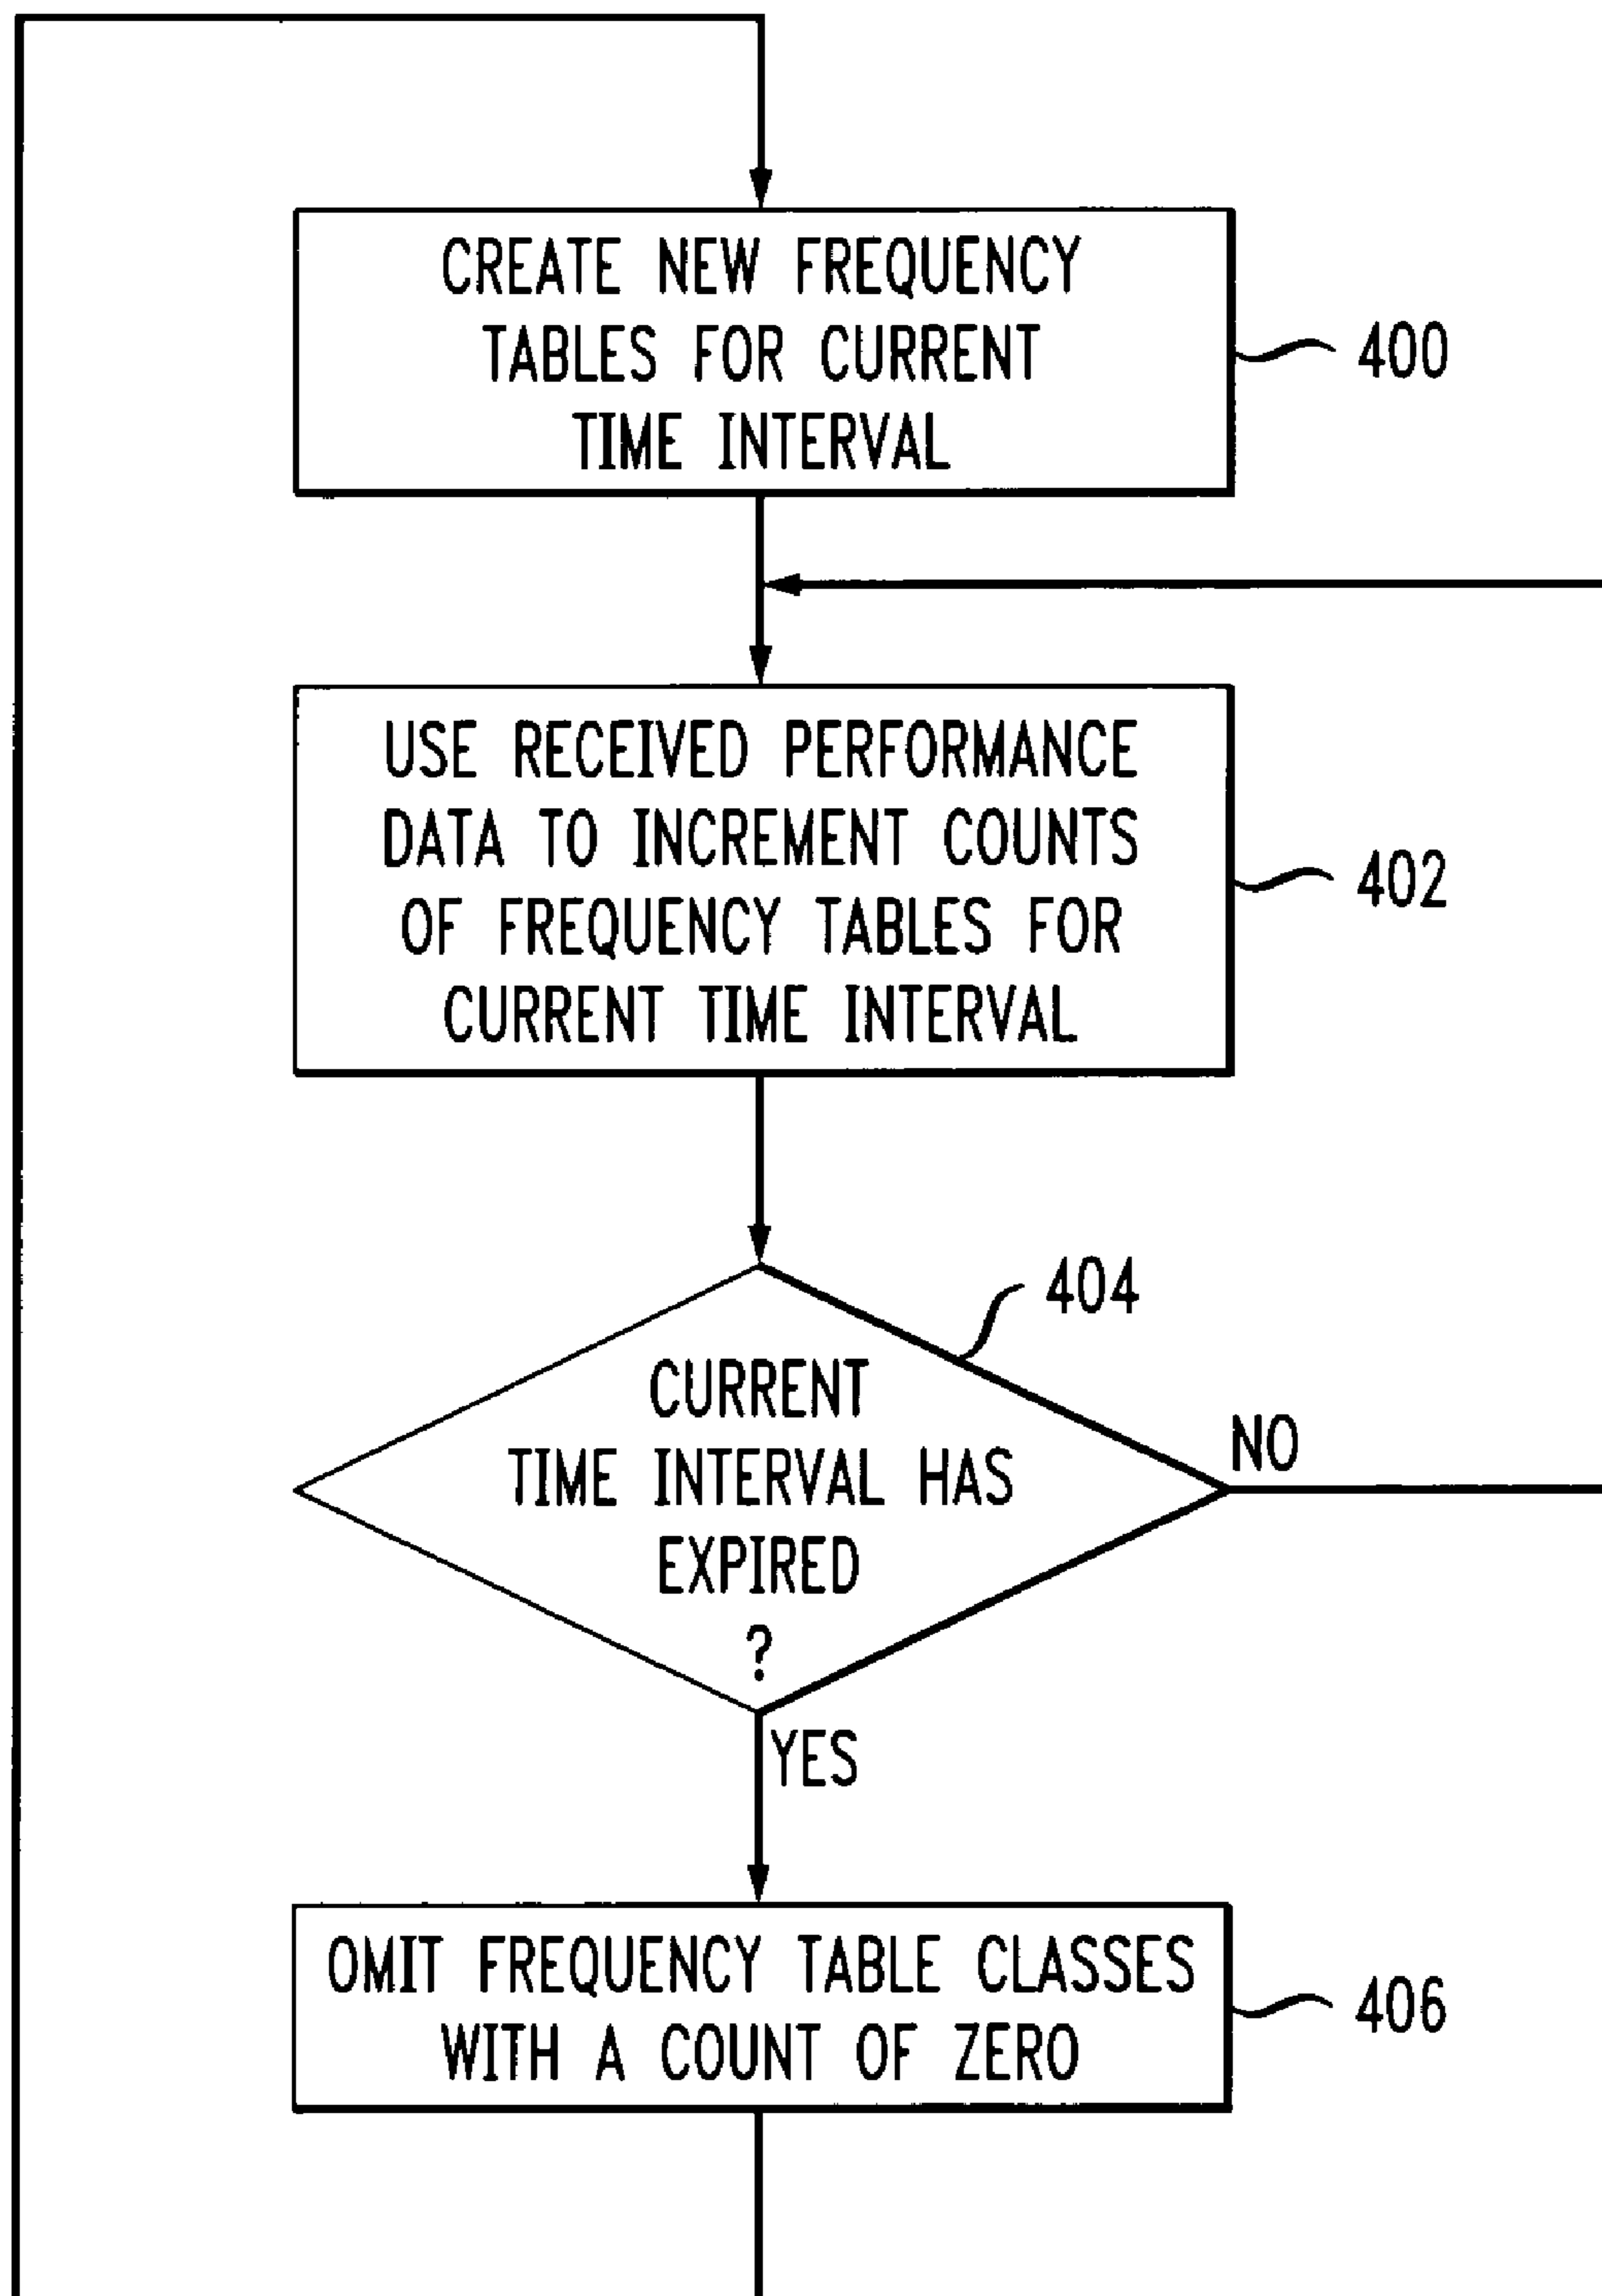 CREATE NEW FREQUENCY
TABLES FOR CURRENT
TIME INTERVAL
400
USE RECEIVED PERFORMANCE
DATA TO INCREMENT COUNTS
OF FREQUENCY TABLES FOR
CURRENT TIME INTERVAL
402
404
CURRENT
TIME INTERVAL HAS
EXPIRED
?
NO
YES
OMIT FREQUENCY TABLE CLASSES
WITH A COUNT OF ZERO
406